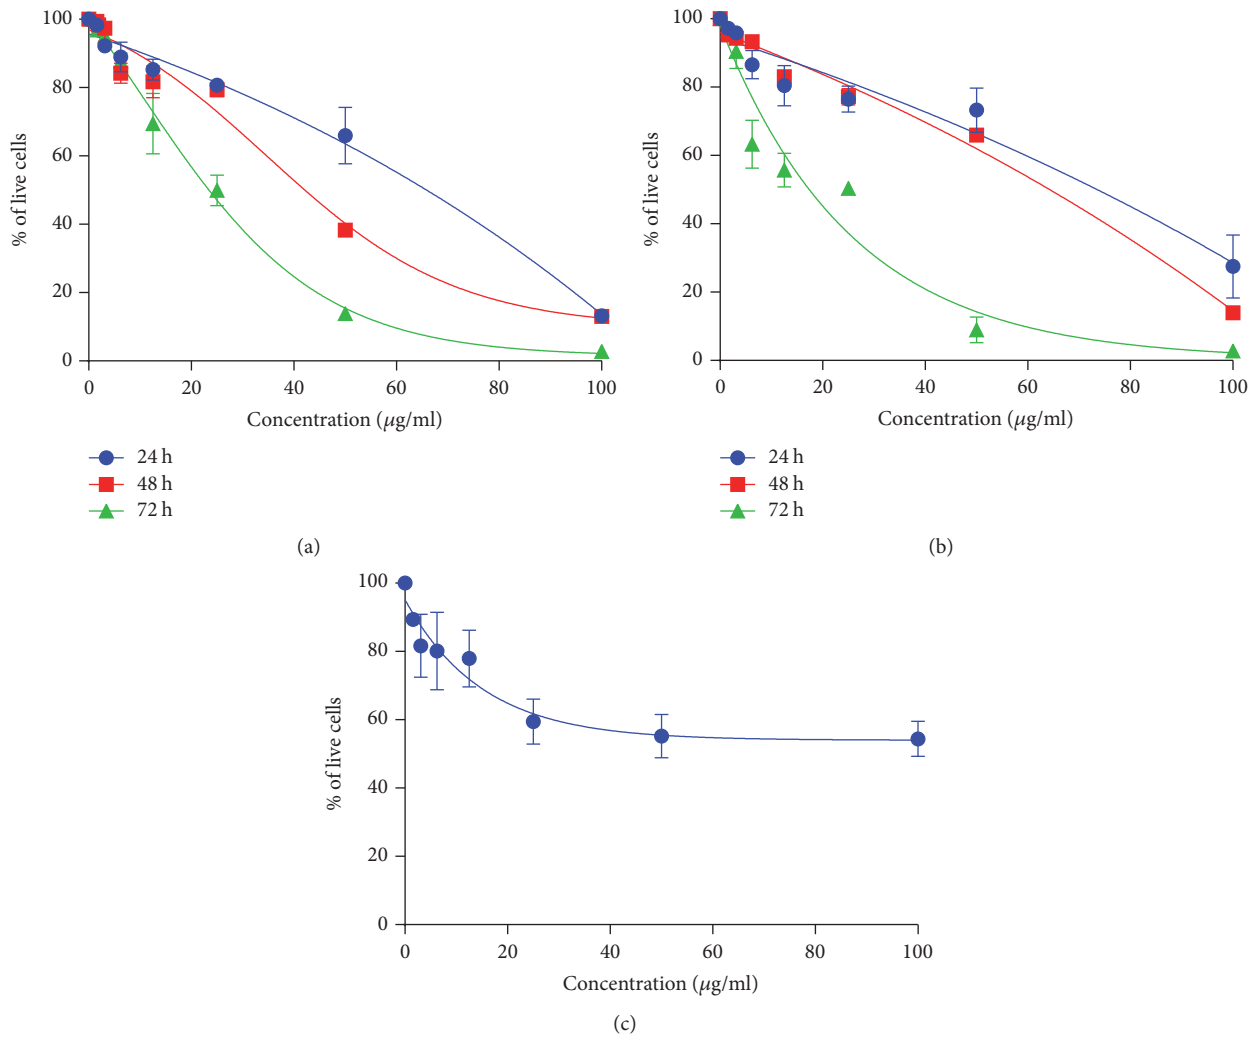 100
80
60
40
20
0
% of live cells
0 20 40 60 80 100
Concentration (μg/ml)
24 h
48 h
72 h
(a)
100
80
60
40
20
0
% of live cells
0 20 40 60 80 100
Concentration (μg/ml)
24 h
48 h
72 h
(b)
100
80
60
40
20
0
% of live cells
0 20 40 60 80 100
Concentration (μg/ml)
(c)